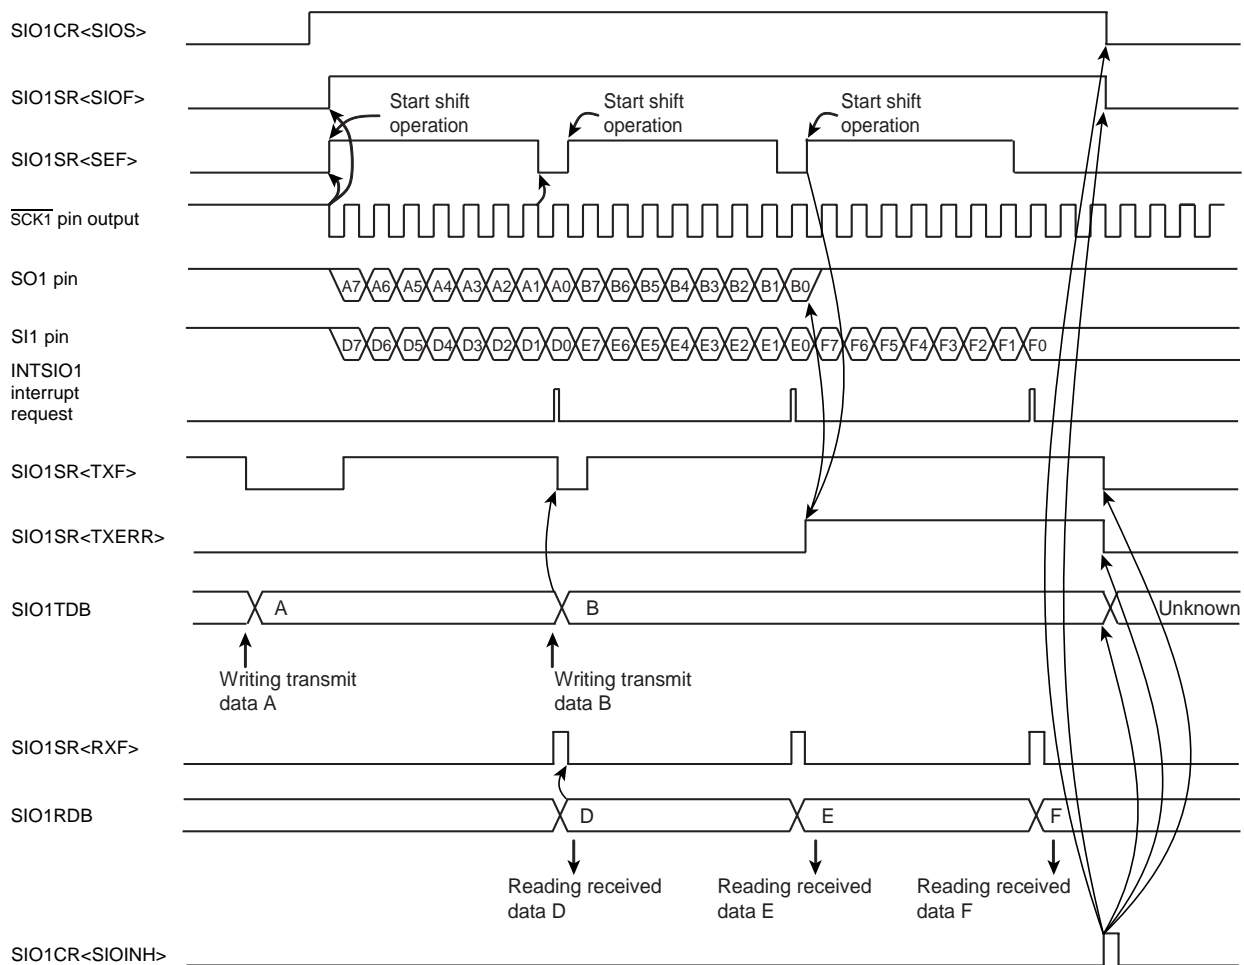 SIO1CR<SIOS>
SIO1SR<SIOF>
Start shift
operation
Start shift
operation
Start shift
operation
SIO1SR<SEF>
SCK1 pin output
SO1 pin
A7 A6 A5 A4 A3 A2 A1 A0 B7 B6 B5 B4 B3 B2 B1 B0
SI1 pin
D7 D6 D5 D4 D3 D2 D1 D0 E7 E6 E5 E4 E3 E2 E1 E0 F7 F6 F5 F4 F3 F2 F1 F0
INTSIO1
interrupt
request
SIO1SR<TXF>
SIO1SR<TXERR>
SIO1TDB
A
B
Unknown
Writing transmit
data A
Writing transmit
data B
SIO1SR<RXF>
SIO1RDB
D
E
F
Reading received
data D
Reading received
data E
Reading received
data F
SIO1CR<SIOINH>